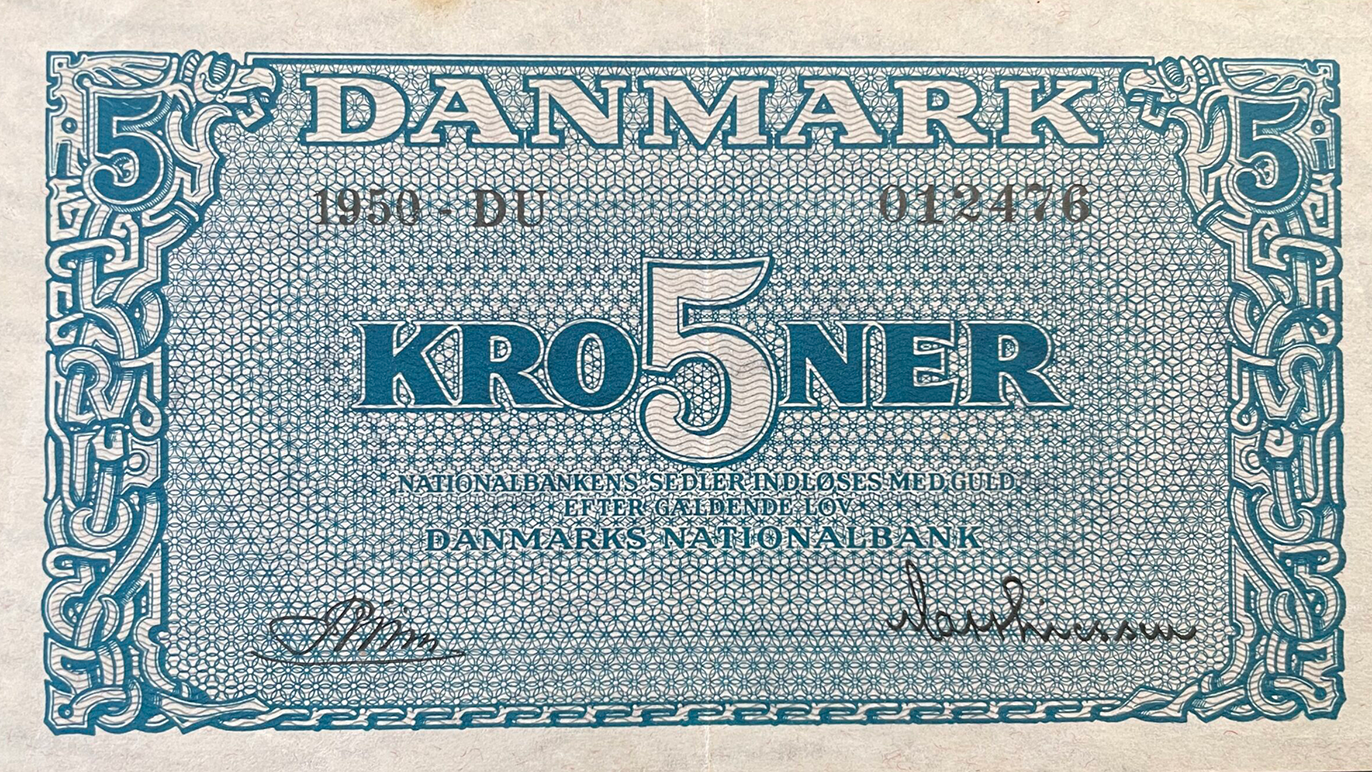 5 DANMARK 5
1950 - DU 012476
KRO5NER
NATIONALBANKENS SEDLER INDLØSES MED GULD
EFTER GÆLDENDE LOV
DANMARKS NATIONALBANK